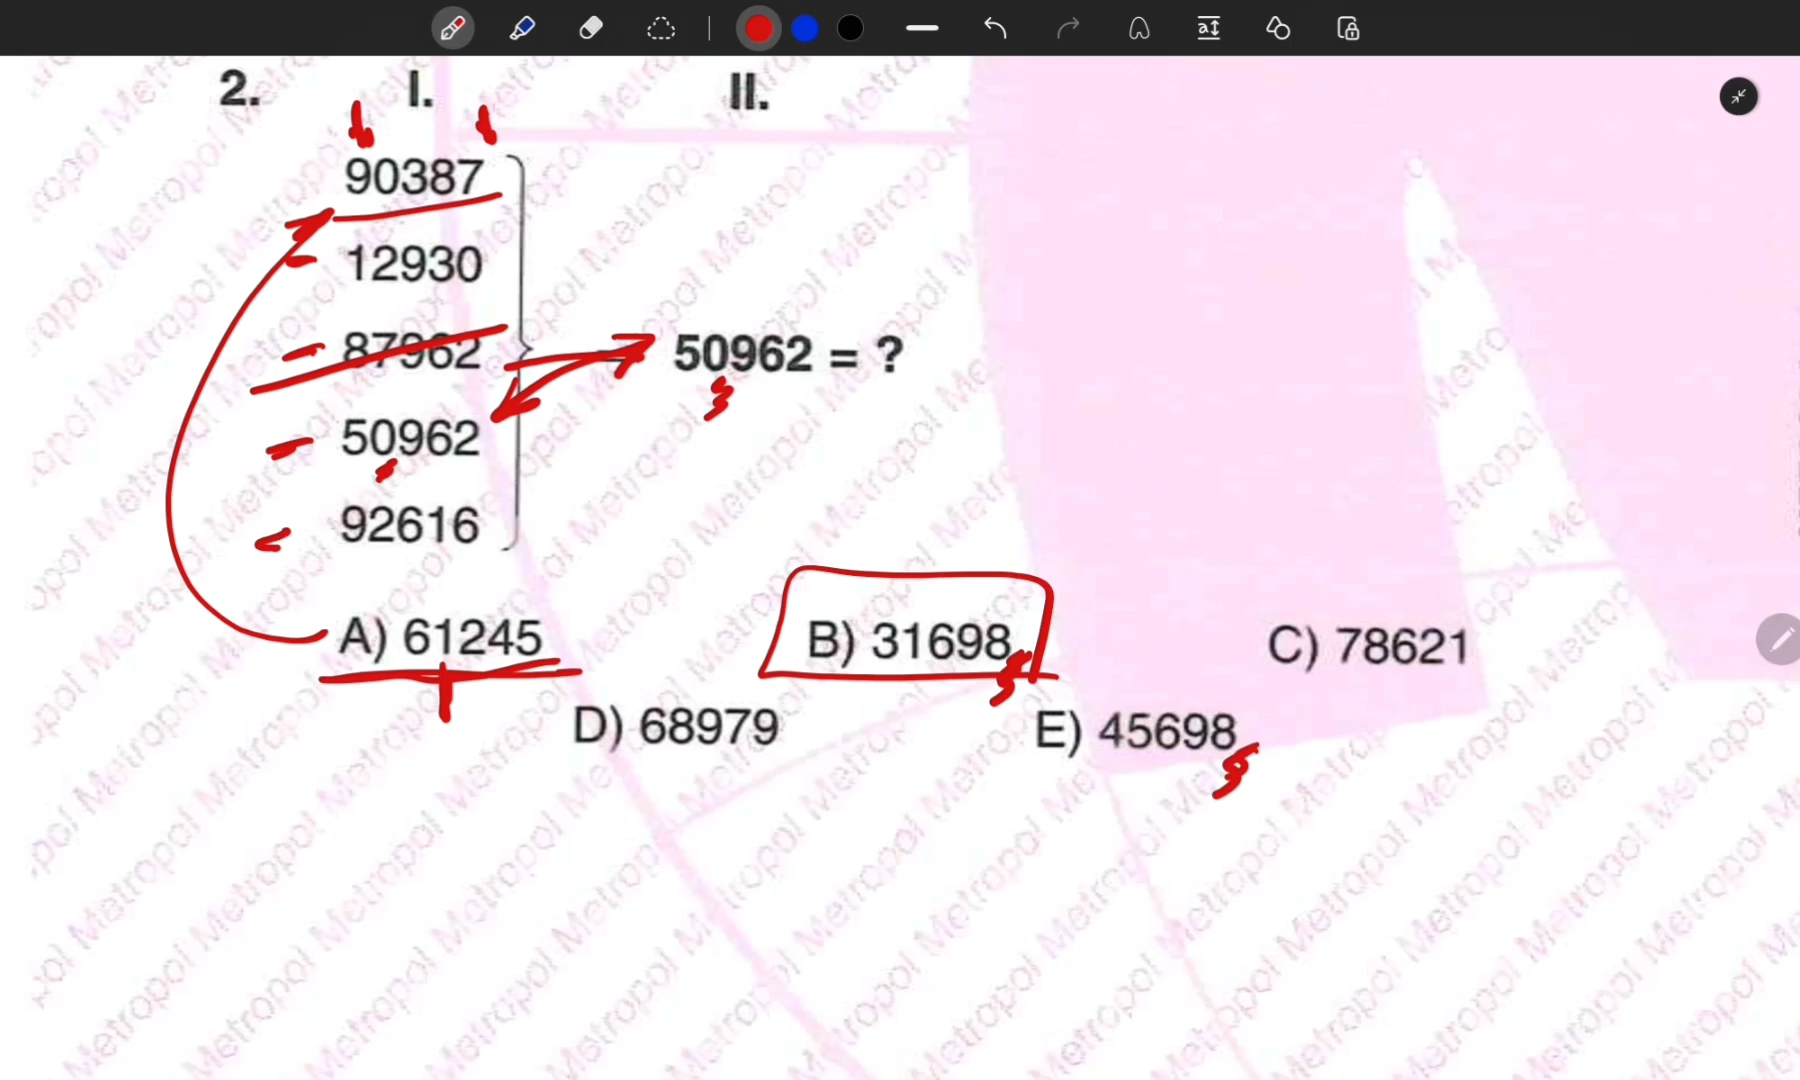 2. I. II.
90387
12930
87962
50962 = ?
50962
92616
A) 61245 B) 31698 C) 78621
D) 68979 E) 45698